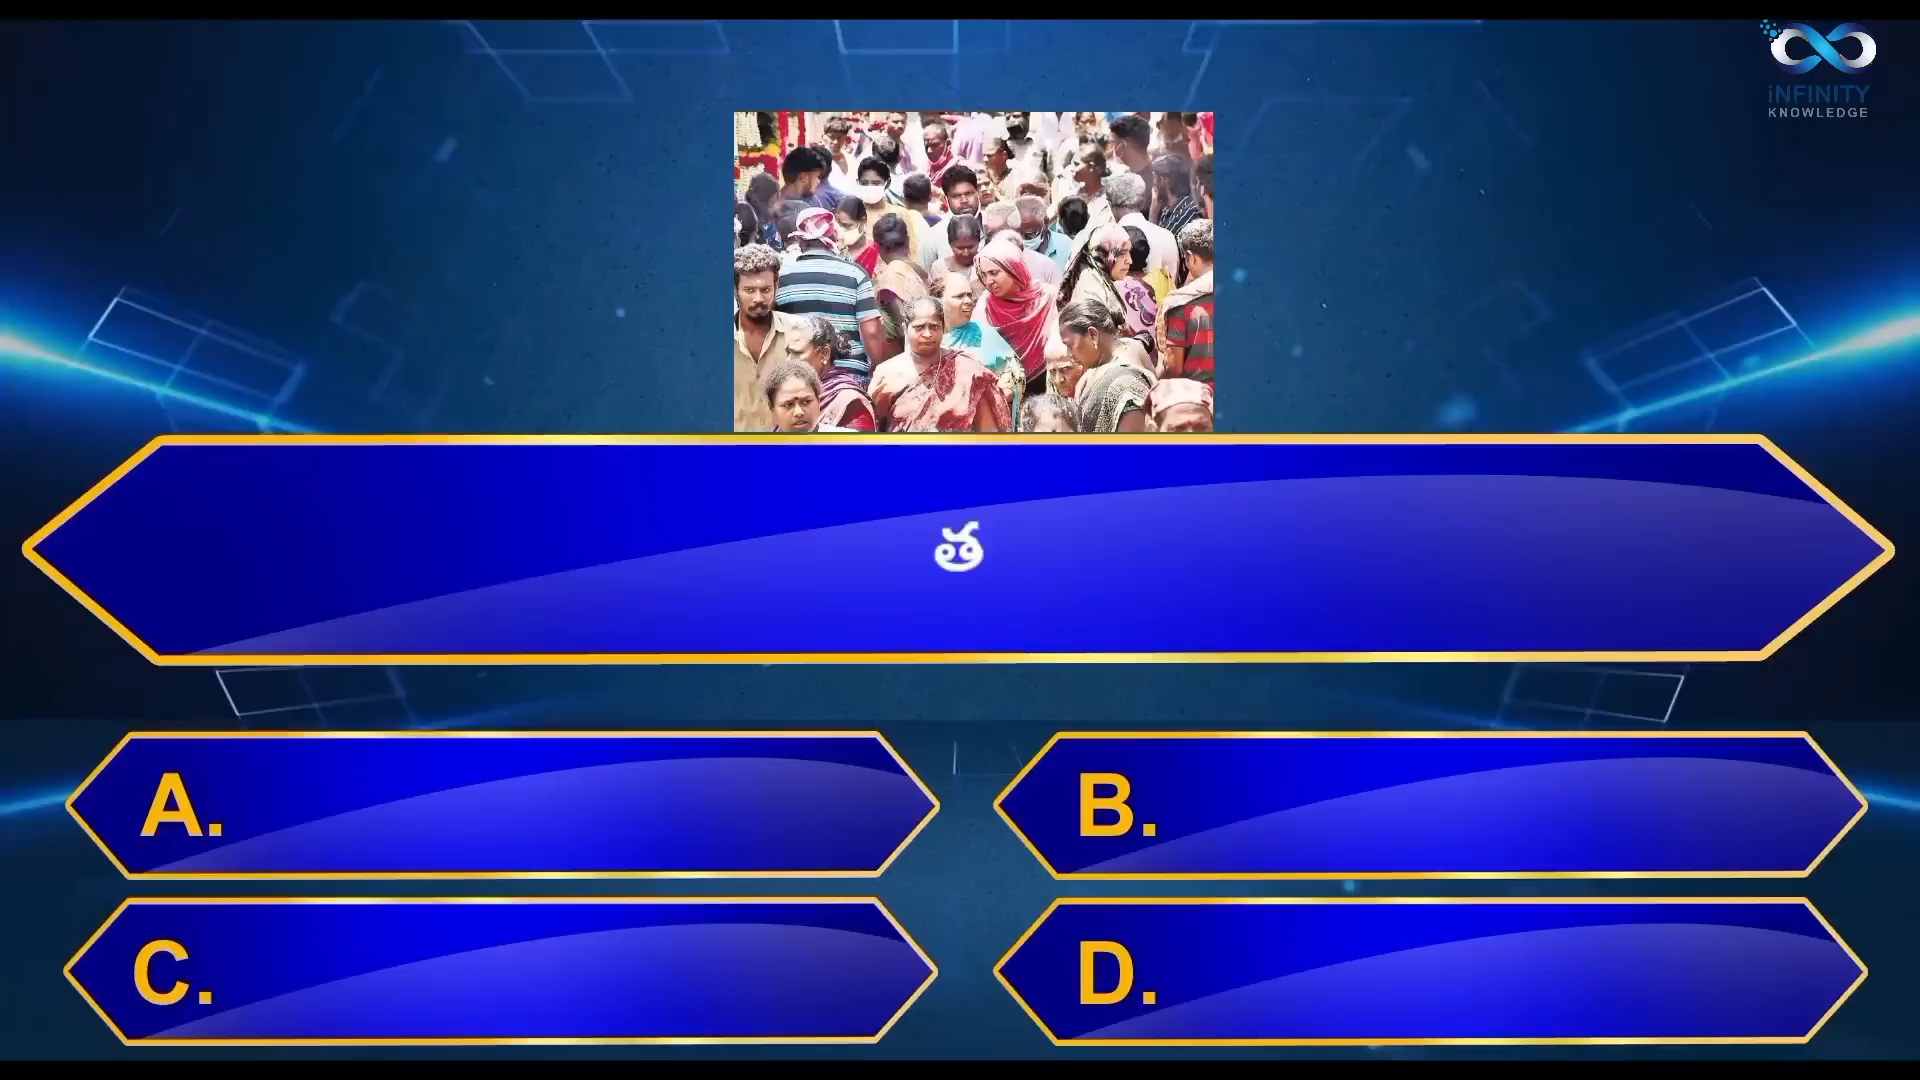 iNFINITY
KNOWLEDGE
త
A.
B.
C.
D.